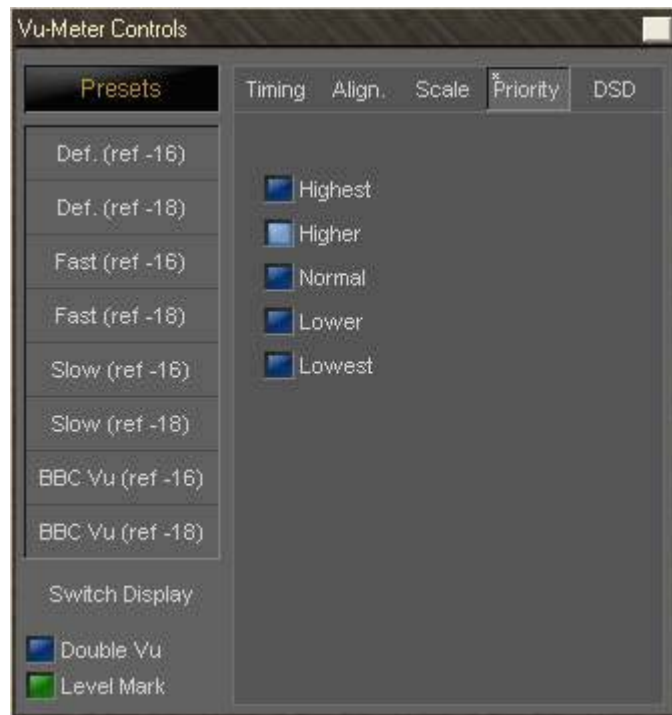 Vu-Meter Controls
Presets
Def. (ref -16)
Def. (ref -18)
Fast (ref -16)
Fast (ref -18)
Slow (ref -16)
Slow (ref -18)
BBC Vu (ref -16)
BBC Vu (ref -18)
Switch Display
Double Vu
Level Mark
Timing Align. Scale *Priority DSD
Highest
Higher
Normal
Lower
Lowest